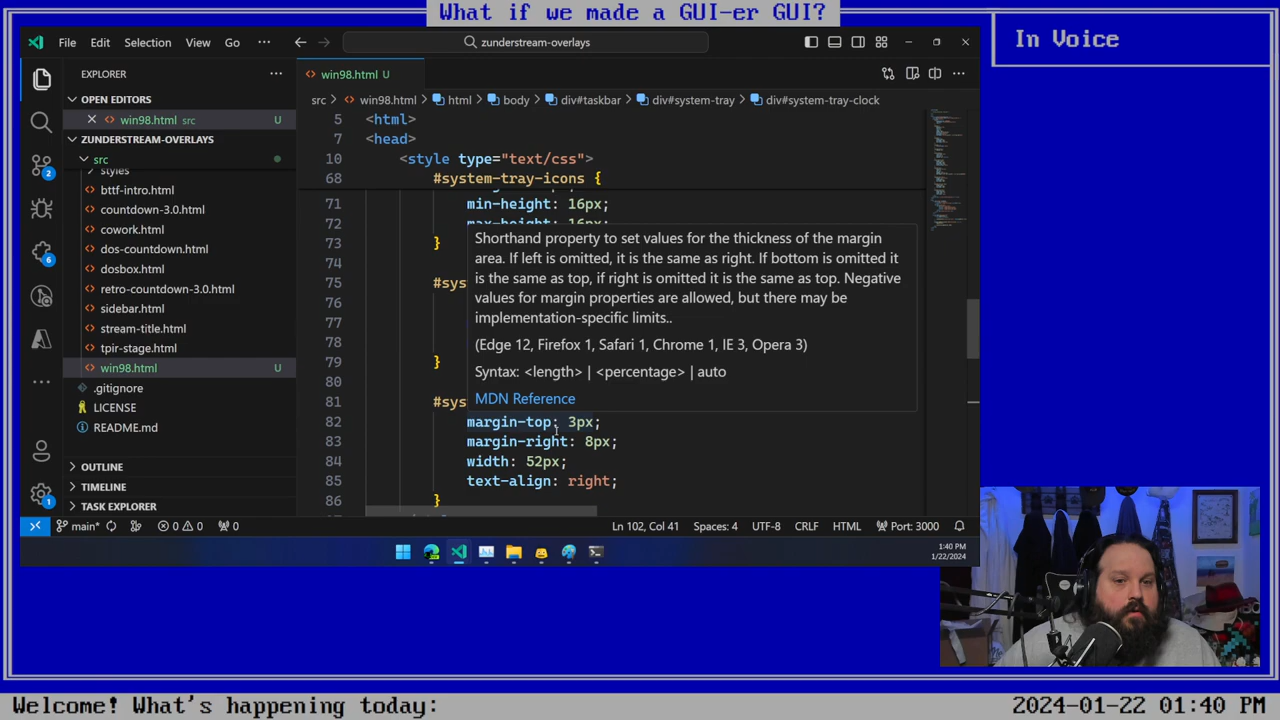 What if we made a GUI-er GUI?
In Voice
File Edit Selection View Go ··· zunderstream-overlays
EXPLORER ···
OPEN EDITORS
win98.html src U
ZUNDERSTREAM-OVERLAYS
src
styles
bttf-intro.html
countdown-3.0.html
cowork.html
dos-countdown.html
dosbox.html
retro-countdown-3.0.html
sidebar.html
stream-title.html
tpir-stage.html
win98.html U
.gitignore
LICENSE
README.md
OUTLINE
TIMELINE
TASK EXPLORER
2
6
1
win98.html U
src > win98.html > html > body > div#taskbar > div#system-tray > div#system-tray-clock
5 <html>
7 <head>
10 <style type="text/css">
68 #system-tray-icons {
71 min-height: 16px;
72 max-height: 16px;
73 }
74
75 #sys
76
77
78
79 }
80
81 #sys
82 margin-top: 3px;
83 margin-right: 8px;
84 width: 52px;
85 text-align: right;
86 }
Shorthand property to set values for the thickness of the margin
area. If left is omitted, it is the same as right. If bottom is omitted it
is the same as top, if right is omitted it is the same as top. Negative
values for margin properties are allowed, but there may be
implementation-specific limits..
(Edge 12, Firefox 1, Safari 1, Chrome 1, IE 3, Opera 3)
Syntax: <length> | <percentage> | auto
MDN Reference
main* 0 0 0 Ln 102, Col 41 Spaces: 4 UTF-8 CRLF HTML Port: 3000
1:40 PM
1/22/2024
Welcome! What's happening today: 2024-01-22 01:40 PM